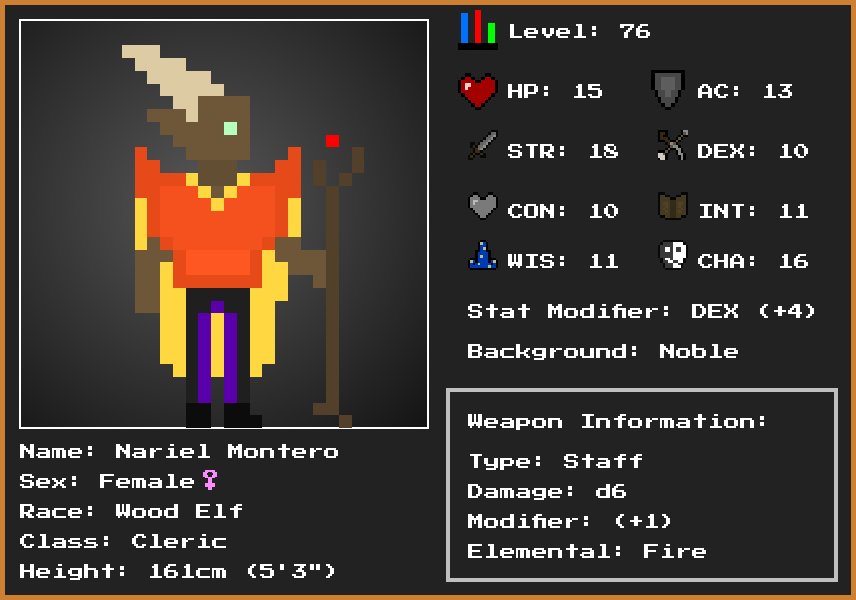 Level: 76
HP: 15 AC: 13
STR: 18 DEX: 10
CON: 10 INT: 11
WIS: 11 CHA: 16
Stat Modifier: DEX (+4)
Background: Noble
Weapon Information:
Type: Staff
Damage: d6
Modifier: (+1)
Elemental: Fire
Name: Nariel Montero
Sex: Female♀
Race: Wood Elf
Class: Cleric
Height: 161cm (5'3")